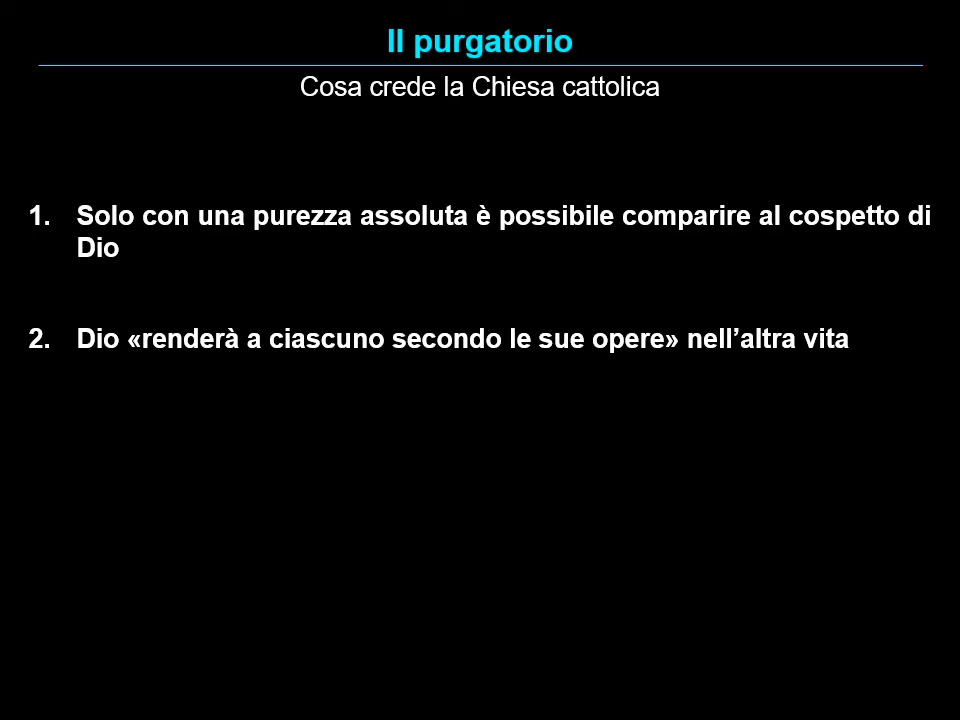 Il purgatorio
Cosa crede la Chiesa cattolica
1. Solo con una purezza assoluta è possibile comparire al cospetto di
Dio
2. Dio «renderà a ciascuno secondo le sue opere» nell’altra vita